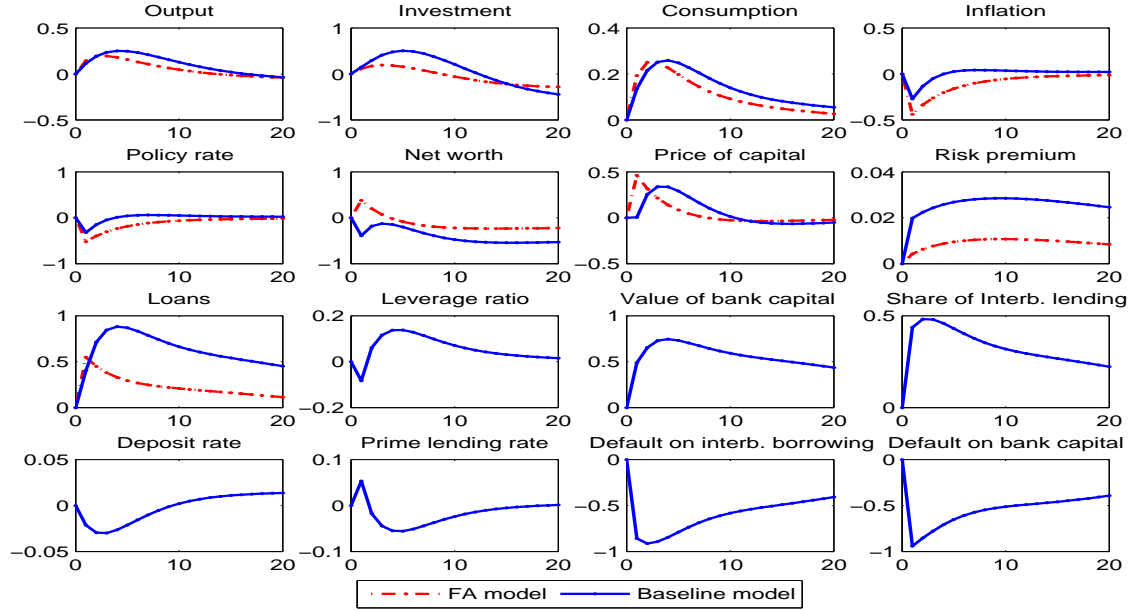 Output Investment Consumption Inflation
0.5 1 0.4 0.5
0 0 0.2 0
−0.5 −1 0 −0.5
0 10 20 0 10 20 0 10 20 0 10 20
Policy rate Net worth Price of capital Risk premium
1 1 0.5 0.04
0 0 0 0.02
−1 −1 −0.5 0
0 10 20 0 10 20 0 10 20 0 10 20
Loans Leverage ratio Value of bank capital Share of Interb. lending
1 0.2 1 0.5
0.5 0 0.5
0 −0.2 0 0
0 10 20 0 10 20 0 10 20 0 10 20
Deposit rate Prime lending rate Default on interb. borrowing Default on bank capital
0.05 0.1 0 0
0 0 −0.5 −0.5
−0.05 −0.1 −1 −1
0 10 20 0 10 20 0 10 20 0 10 20
FA model Baseline model